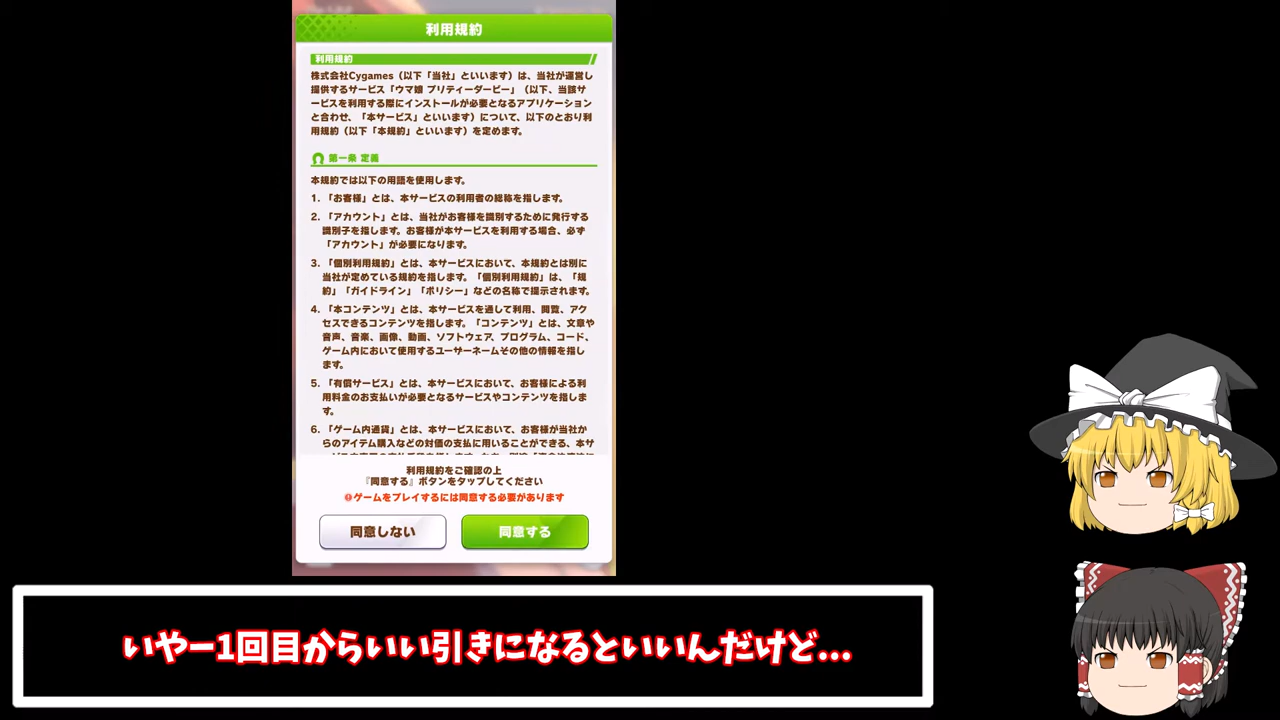 利用規約
利用規約
株式会社Cygames（以下「当社」といいます）は、当社が運営し
提供するサービス「ウマ娘 プリティーダービー」（以下、当該サ
ービスを利用する際にインストールが必要となるアプリケーション
と合わせ、「本サービス」といいます）について、以下のとおり利
用規約（以下「本規約」といいます）を定めます。
第一条 定義
本規約では以下の用語を使用します。
1. 「お客様」とは、本サービスの利用者の総称を指します。
2. 「アカウント」とは、当社がお客様を識別するために発行する
識別子を指します。お客様が本サービスを利用する場合、必ず
「アカウント」が必要になります。
3. 「個別利用規約」とは、本サービスにおいて、本規約とは別に
当社が定めている規約を指します。「個別利用規約」は、「規
約」「ガイドライン」「ポリシー」などの名称で提示されます。
4. 「本コンテンツ」とは、本サービスを通して利用、閲覧、アク
セスできるコンテンツを指します。「コンテンツ」とは、文章や
音声、音楽、画像、動画、ソフトウェア、プログラム、コード、
ゲーム内において使用するユーザーネームその他の情報を指し
ます。
5. 「有償サービス」とは、本サービスにおいて、お客様による利
用料金のお支払いが必要となるサービスやコンテンツを指しま
す。
6. 「ゲーム内通貨」とは、本サービスにおいて、お客様が当社か
らのアイテム購入などの対価の支払に用いることができる、本サ
利用規約をご確認の上
『同意する』ボタンをタップしてください
ゲームをプレイするには同意する必要があります
同意しない
同意する
いやー1回目からいい引きになるといいんだけど...